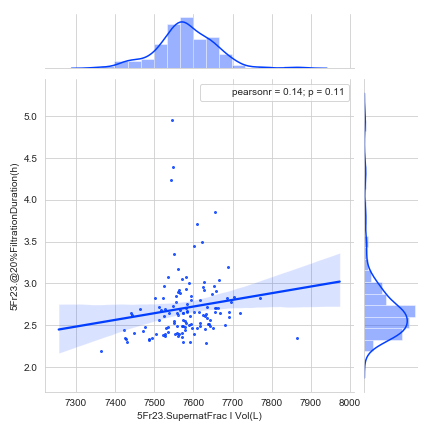 pearsonr = 0.14; p = 0.11
5.0
4.5
4.0
3.5
3.0
2.5
2.0
5Fr23.@20%FiltrationDuration(h)
7300 7400 7500 7600 7700 7800 7900 8000
5Fr23.SupernatFrac I Vol(L)